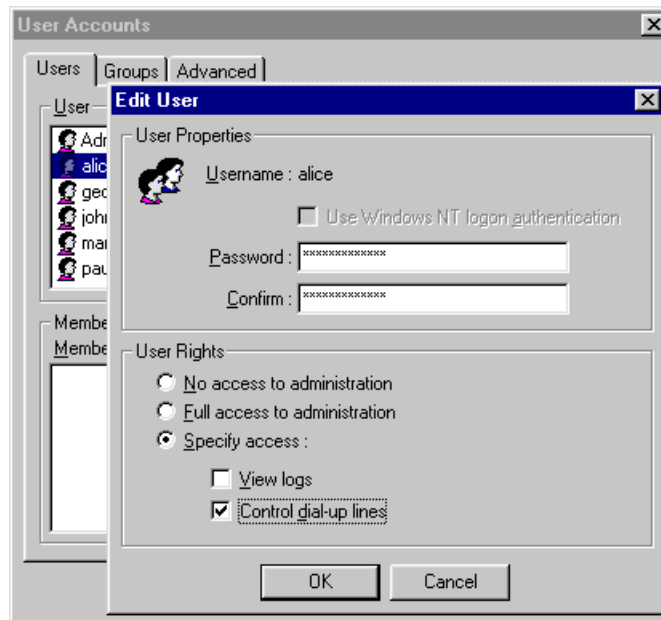 User Accounts
Users Groups Advanced
Edit User
User
User Properties
Username : alice
Use Windows NT logon authentication
Password : *************
Confirm : *************
User Rights
No access to administration
Full access to administration
Specify access :
View logs
Control dial-up lines
OK Cancel